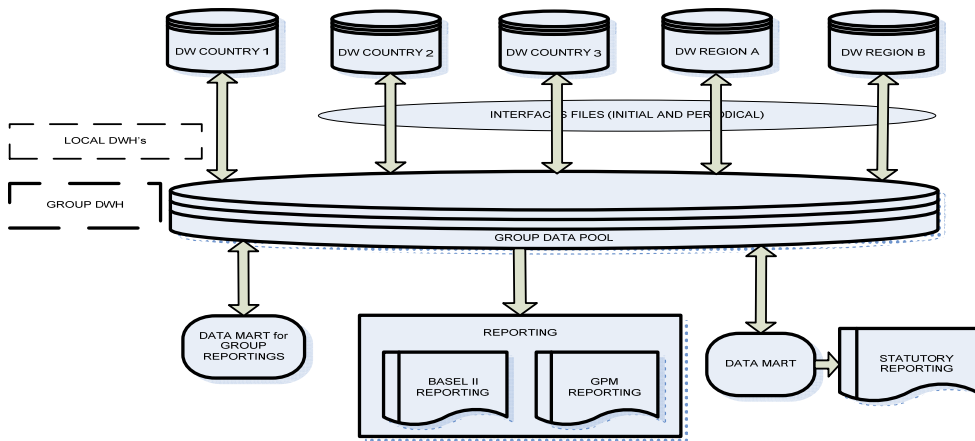 DW COUNTRY 1
DW COUNTRY 2
DW COUNTRY 3
DW REGION A
DW REGION B
INTERFACES FILES (INITIAL AND PERIODICAL)
LOCAL DWH's
GROUP DWH
GROUP DATA POOL
DATA MART for
GROUP
REPORTINGS
REPORTING
BASEL II
REPORTING
GPM
REPORTING
DATA MART
STATUTORY
REPORTING